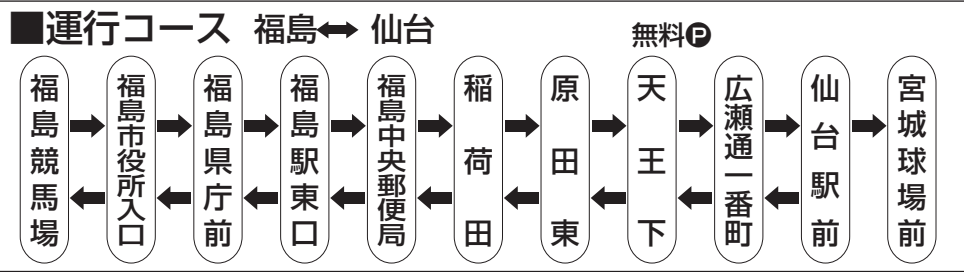 ■運行コース 福島⬌仙台
無料Ⓟ
福島競馬場
福島市役所入口
福島県庁前
福島駅東口
福島中央郵便局
稲荷田
原田東
天王下
広瀬通一番町
仙台駅前
宮城球場前